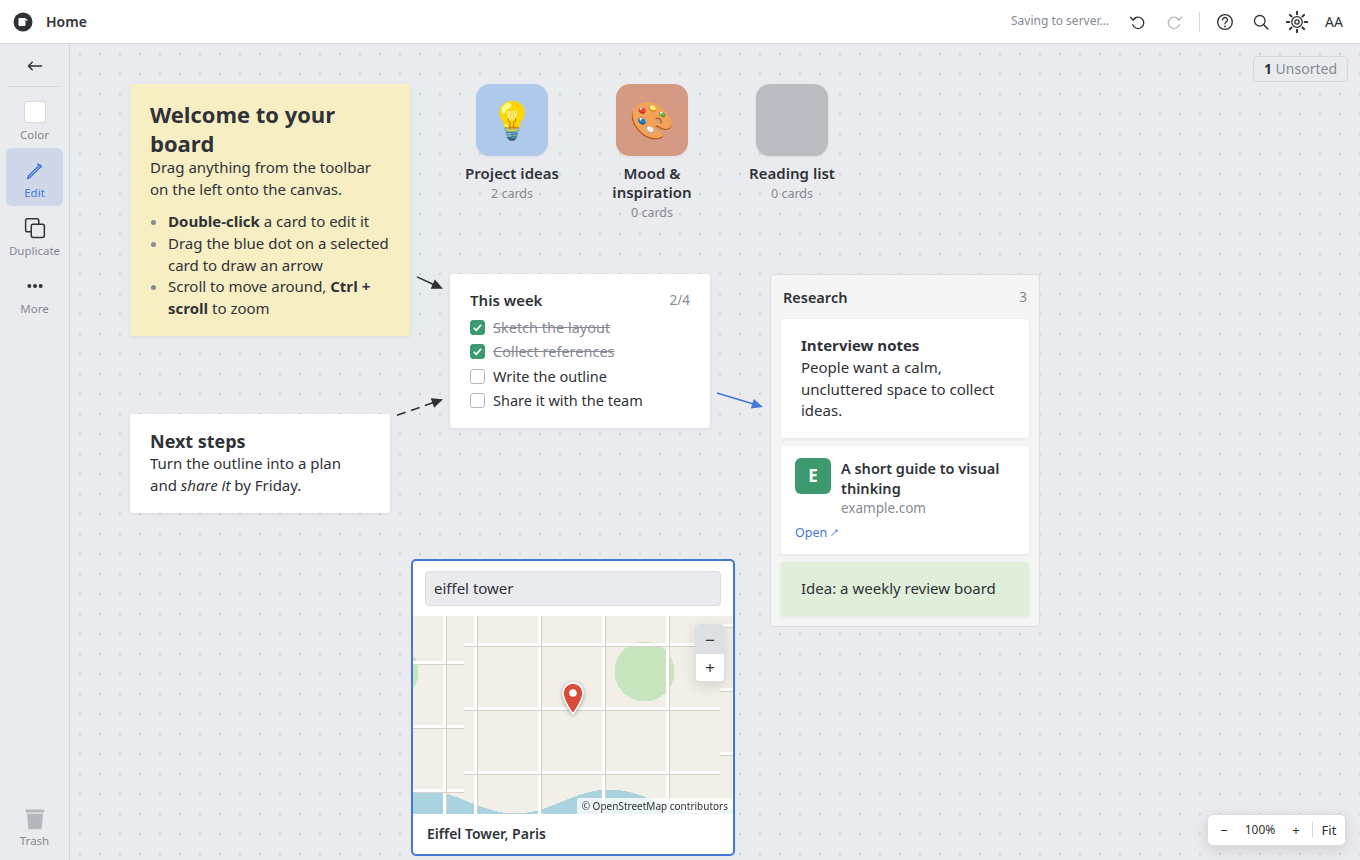 Home
Saving to server...
AA
1 Unsorted
Color
Edit
Duplicate
More
Trash
Welcome to your
board
Drag anything from the toolbar
on the left onto the canvas.
Double-click a card to edit it
Drag the blue dot on a selected
card to draw an arrow
Scroll to move around, Ctrl +
scroll to zoom
Project ideas
2 cards
Mood &
inspiration
0 cards
Reading list
0 cards
This week 2/4
Sketch the layout
Collect references
Write the outline
Share it with the team
Next steps
Turn the outline into a plan
and share it by Friday.
Research 3
Interview notes
People want a calm,
uncluttered space to collect
ideas.
E
A short guide to visual
thinking
example.com
Open ↗
Idea: a weekly review board
eiffel tower
−
+
© OpenStreetMap contributors
Eiffel Tower, Paris
− 100% + Fit